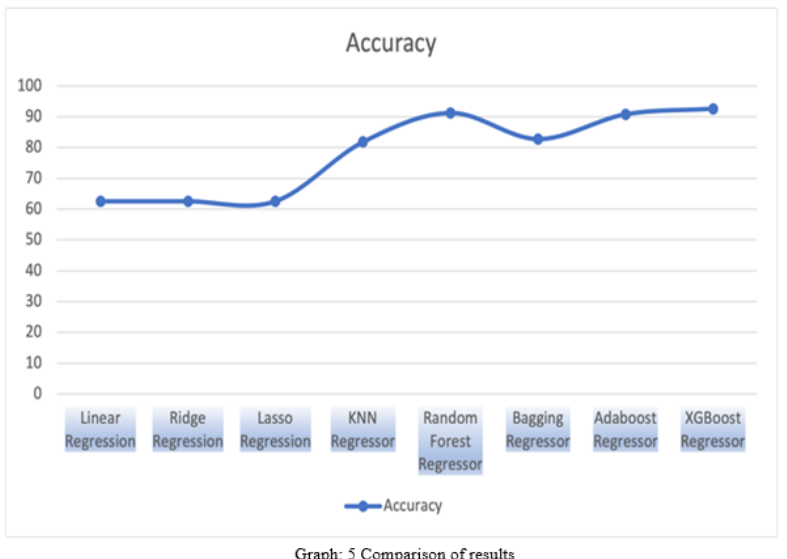 Accuracy
100
90
80
70
60
50
40
30
20
10
0
Linear Regression
Ridge Regression
Lasso Regression
KNN Regressor
Random Forest Regressor
Bagging Regressor
Adaboost Regressor
XGBoost Regressor
Accuracy
Graph: 5 Comparison of results